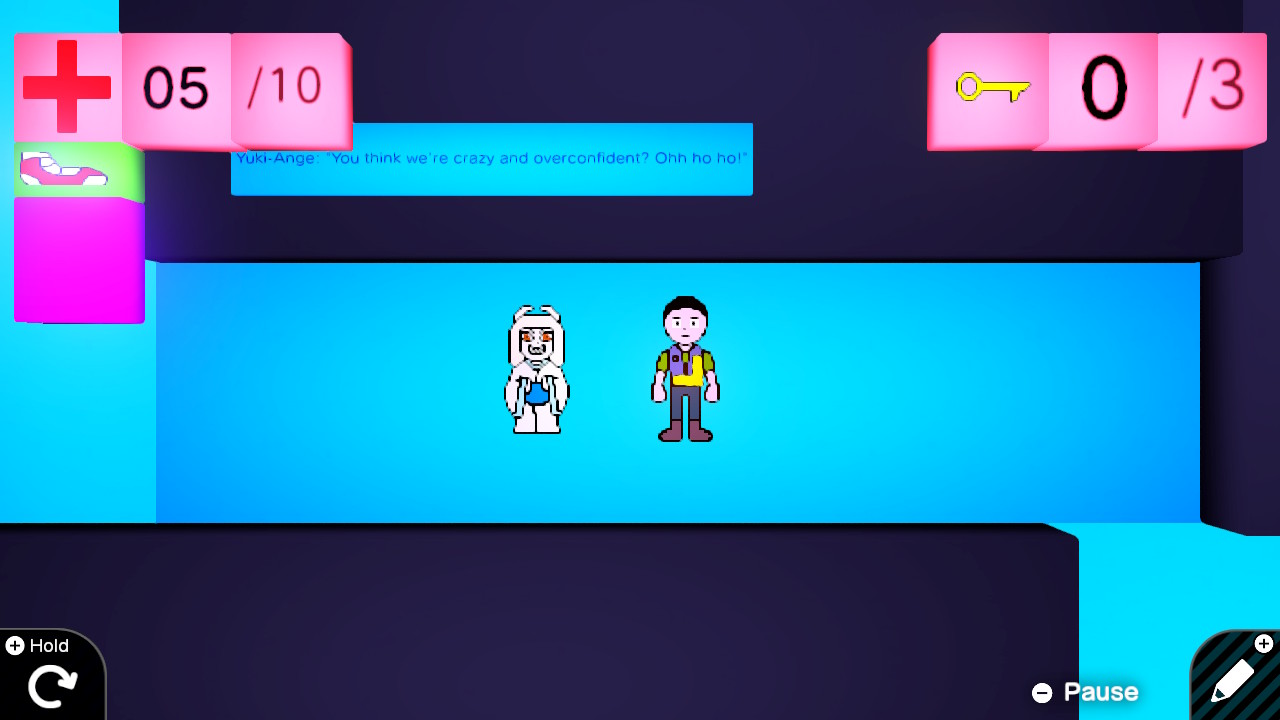 05 /10
0 /3
Yuki-Ange: "You think we're crazy and overconfident? Ohh ho ho!"
Hold
Pause